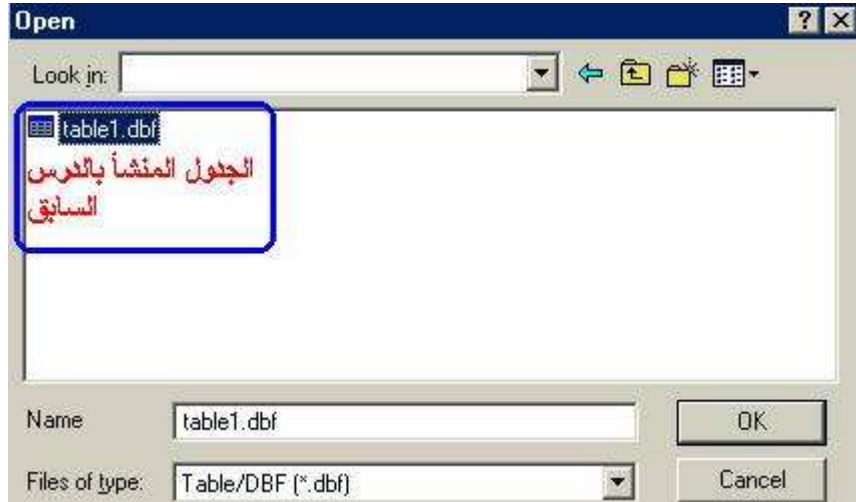 Open
Look in:
table1.dbf
الجدول المنشأ بالدرس
السابق
Name
table1.dbf
OK
Files of type:
Table/DBF (*.dbf)
Cancel